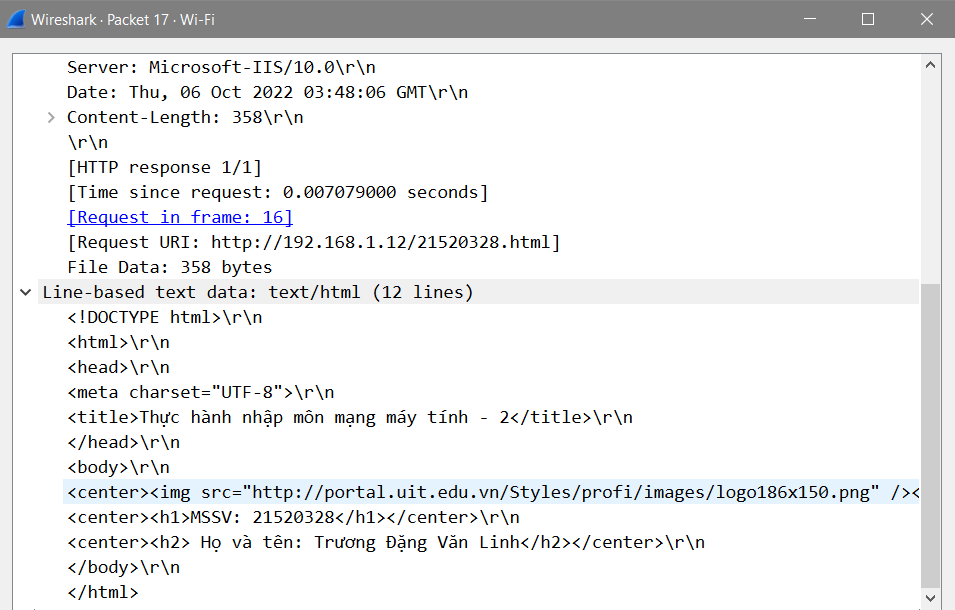 Wireshark · Packet 17 · Wi-Fi
Server: Microsoft-IIS/10.0\r\n
Date: Thu, 06 Oct 2022 03:48:06 GMT\r\n
Content-Length: 358\r\n
\r\n
[HTTP response 1/1]
[Time since request: 0.007079000 seconds]
[Request in frame: 16]
[Request URI: http://192.168.1.12/21520328.html]
File Data: 358 bytes
Line-based text data: text/html (12 lines)
<!DOCTYPE html>\r\n
<html>\r\n
<head>\r\n
<meta charset="UTF-8">\r\n
<title>Thực hành nhập môn mạng máy tính - 2</title>\r\n
</head>\r\n
<body>\r\n
<center><img src="http://portal.uit.edu.vn/Styles/profi/images/logo186x150.png" /><
<center><h1>MSSV: 21520328</h1></center>\r\n
<center><h2> Họ và tên: Trương Đặng Văn Linh</h2></center>\r\n
</body>\r\n
</html>